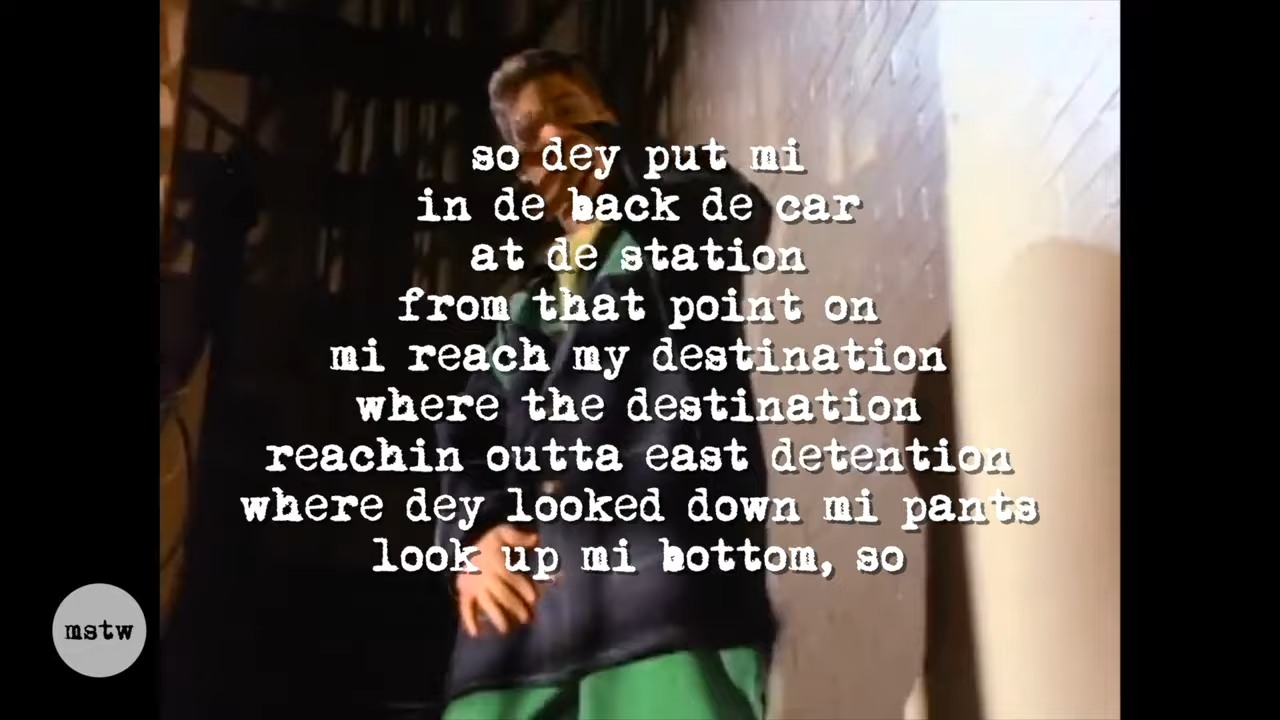 so dey put mi
in de back de car
at de station
from that point on
mi reach my destination
where the destination
reachin outta east detention
where dey looked down mi pants
look up mi bottom, so
mstw